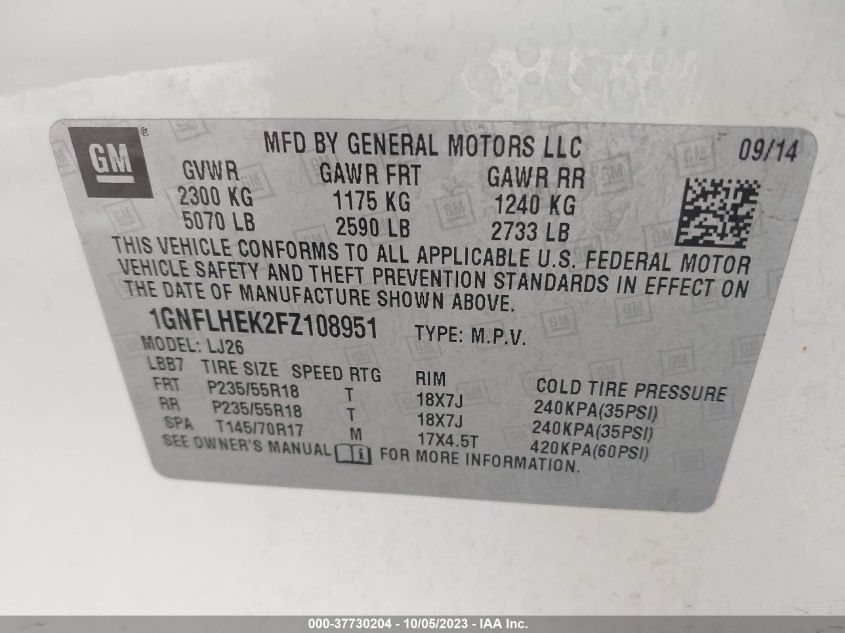 GM®
MFD BY GENERAL MOTORS LLC 09/14
GVWR GAWR FRT GAWR RR
2300 KG 1175 KG 1240 KG
5070 LB 2590 LB 2733 LB
THIS VEHICLE CONFORMS TO ALL APPLICABLE U.S. FEDERAL MOTOR
VEHICLE SAFETY AND THEFT PREVENTION STANDARDS IN EFFECT ON
THE DATE OF MANUFACTURE SHOWN ABOVE.
1GNFLHEK2FZ108951 TYPE: M.P.V.
MODEL: LJ26
LBB7 TIRE SIZE SPEED RTG RIM COLD TIRE PRESSURE
FRT P235/55R18 T 18X7J 240KPA(35PSI)
RR P235/55R18 T 18X7J 240KPA(35PSI)
SPA T145/70R17 M 17X4.5T 420KPA(60PSI)
SEE OWNER'S MANUAL FOR MORE INFORMATION.
000-37730204 - 10/05/2023 - IAA Inc.